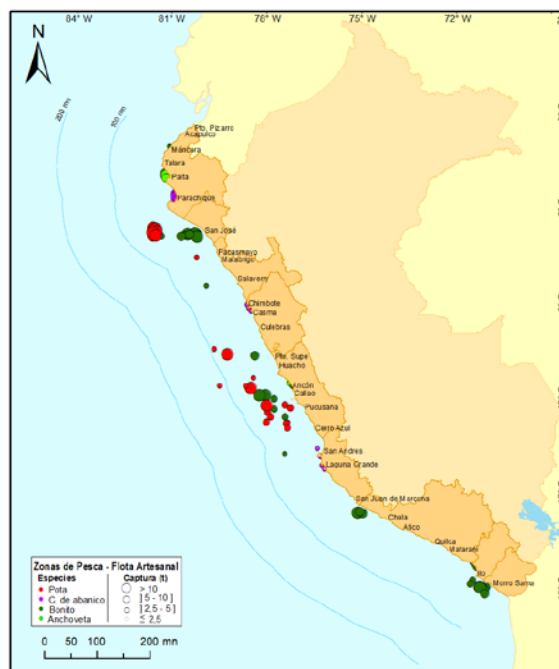 84° W 81° W 76° W 75° W 72° W
N
200 mn
100 mn
Pto. Pizarro
Acapulco
Máncora
Talara
Paita
Parachique
San José
Pacasmayo
Malabrigo
Salaverry
Chimbote
Casma
Culebras
Pto. Supe
Huacho
Ancón
Callao
Pucusana
Cerro Azul
San Andres
Laguna Grande
San Juan de Marcona
Chala
Atico
Quilca
Matarani
Ilo
Morro Sama
Zonas de Pesca - Flota Artesanal
Especies Captura (t)
Pota > 10
C. de abanico ] 5 - 10 ]
Bonito ] 2,5 - 5 ]
Anchoveta ≤ 2,5
0 50 100 200 mn